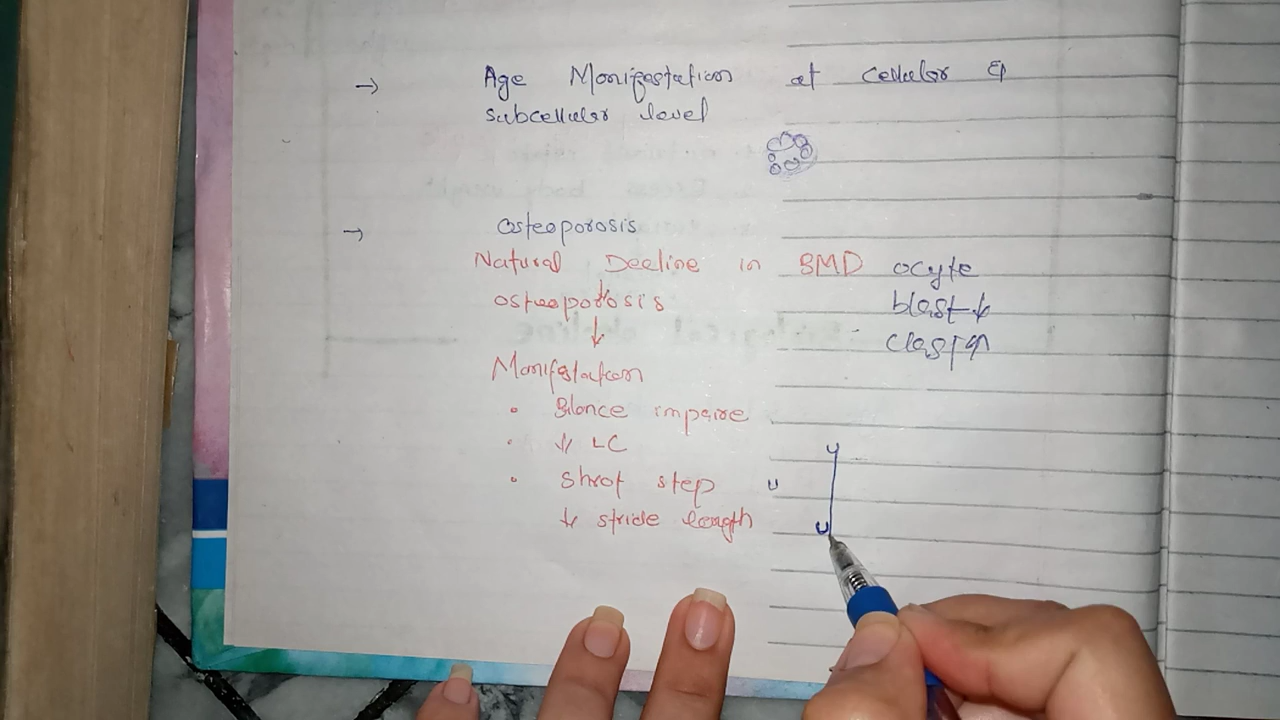 → Age Manifestation at cellular &
subcellular level
→ Osteoporosis
Natural Decline in BMD ocyte
osteoporosis blast ↓
↓ clast ↑
Manifestation
• Blance impaire
• ↓ LC
• Shrot step
↓ stride length